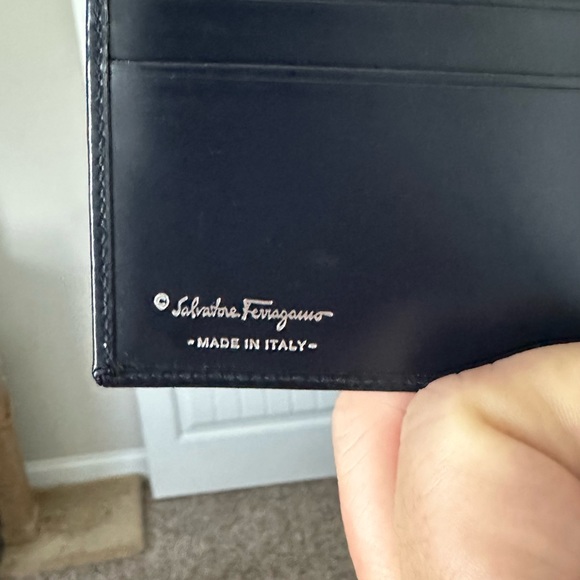 © Salvatore Ferragamo
-MADE IN ITALY-